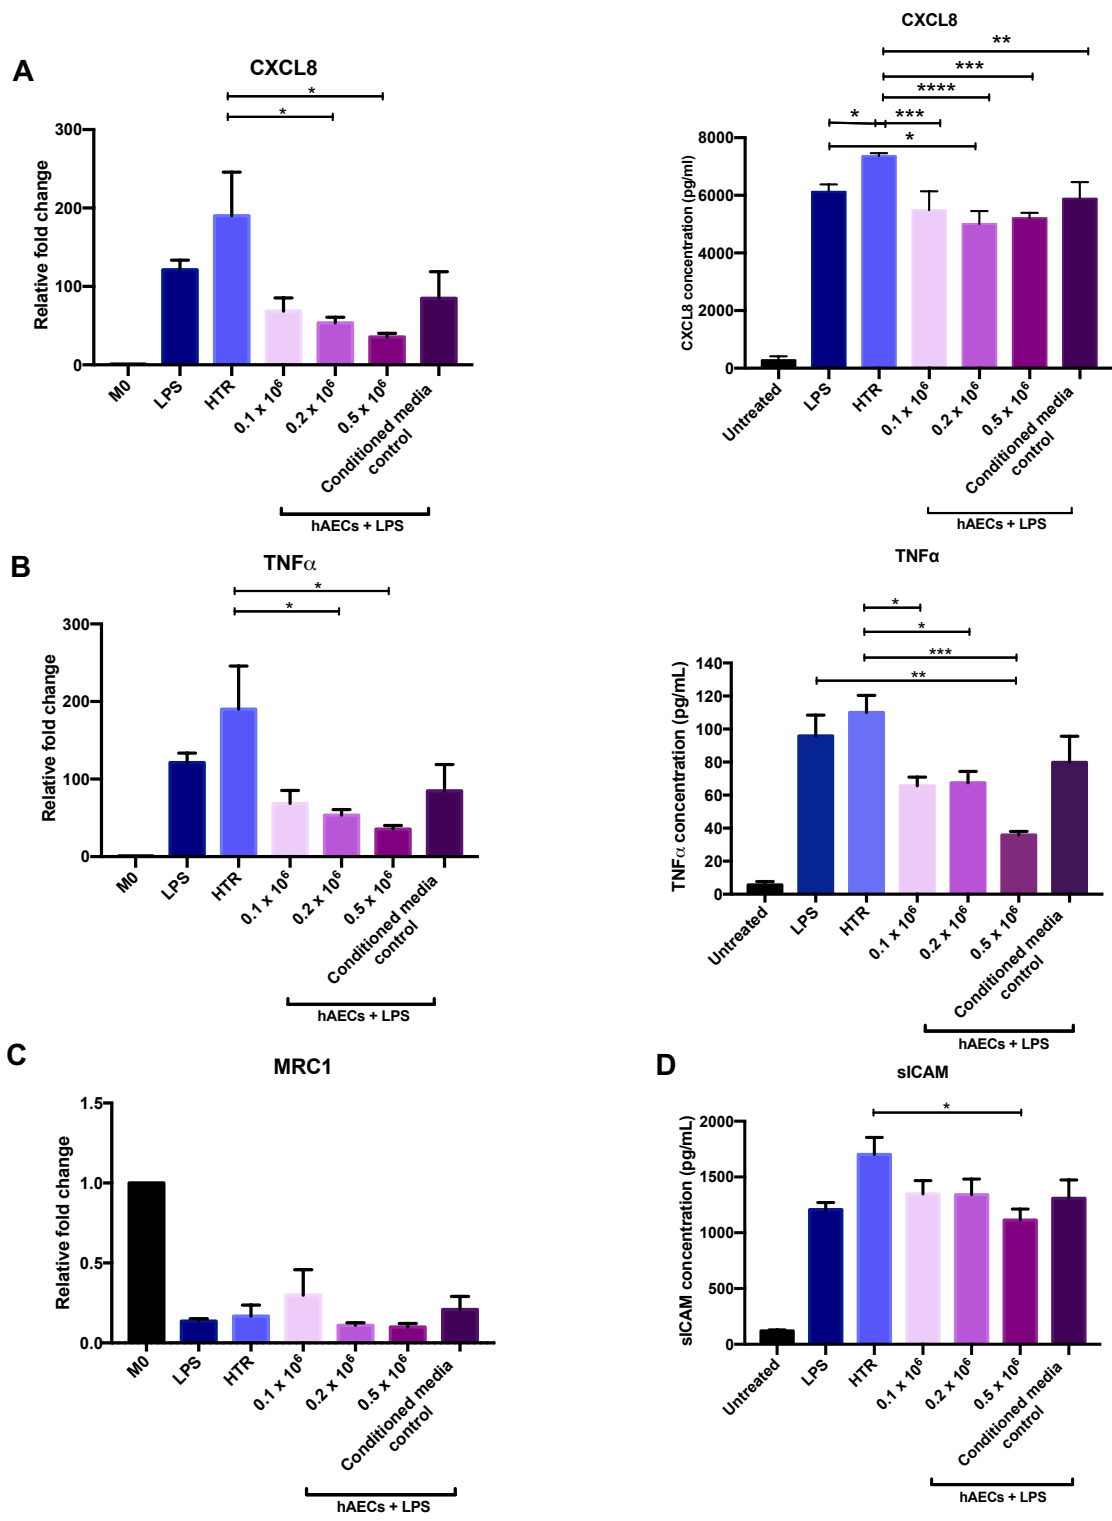 A
CXCL8
*
*
Relative fold change
300
200
100
0
M0
LPS
HTR
0.1 x 10⁶
0.2 x 10⁶
0.5 x 10⁶
Conditioned media
control
hAECs + LPS
CXCL8
**
***
****
* ***
*
CXCL8 concentration (pg/ml)
8000
6000
4000
2000
0
Untreated
LPS
HTR
0.1 x 10⁶
0.2 x 10⁶
0.5 x 10⁶
Conditioned media
control
hAECs + LPS
B
TNFα
*
*
Relative fold change
300
200
100
0
M0
LPS
HTR
0.1 x 10⁶
0.2 x 10⁶
0.5 x 10⁶
Conditioned media
control
hAECs + LPS
TNFα
*
*
***
**
TNFα concentration (pg/mL)
140
120
100
80
60
40
20
0
Untreated
LPS
HTR
0.1 x 10⁶
0.2 x 10⁶
0.5 x 10⁶
Conditioned media
control
hAECs + LPS
C
MRC1
Relative fold change
1.5
1.0
0.5
0.0
M0
LPS
HTR
0.1 x 10⁶
0.2 x 10⁶
0.5 x 10⁶
Conditioned media
control
hAECs + LPS
D
sICAM
*
sICAM concentration (pg/mL)
2000
1500
1000
500
0
Untreated
LPS
HTR
0.1 x 10⁶
0.2 x 10⁶
0.5 x 10⁶
Conditioned media
control
hAECs + LPS